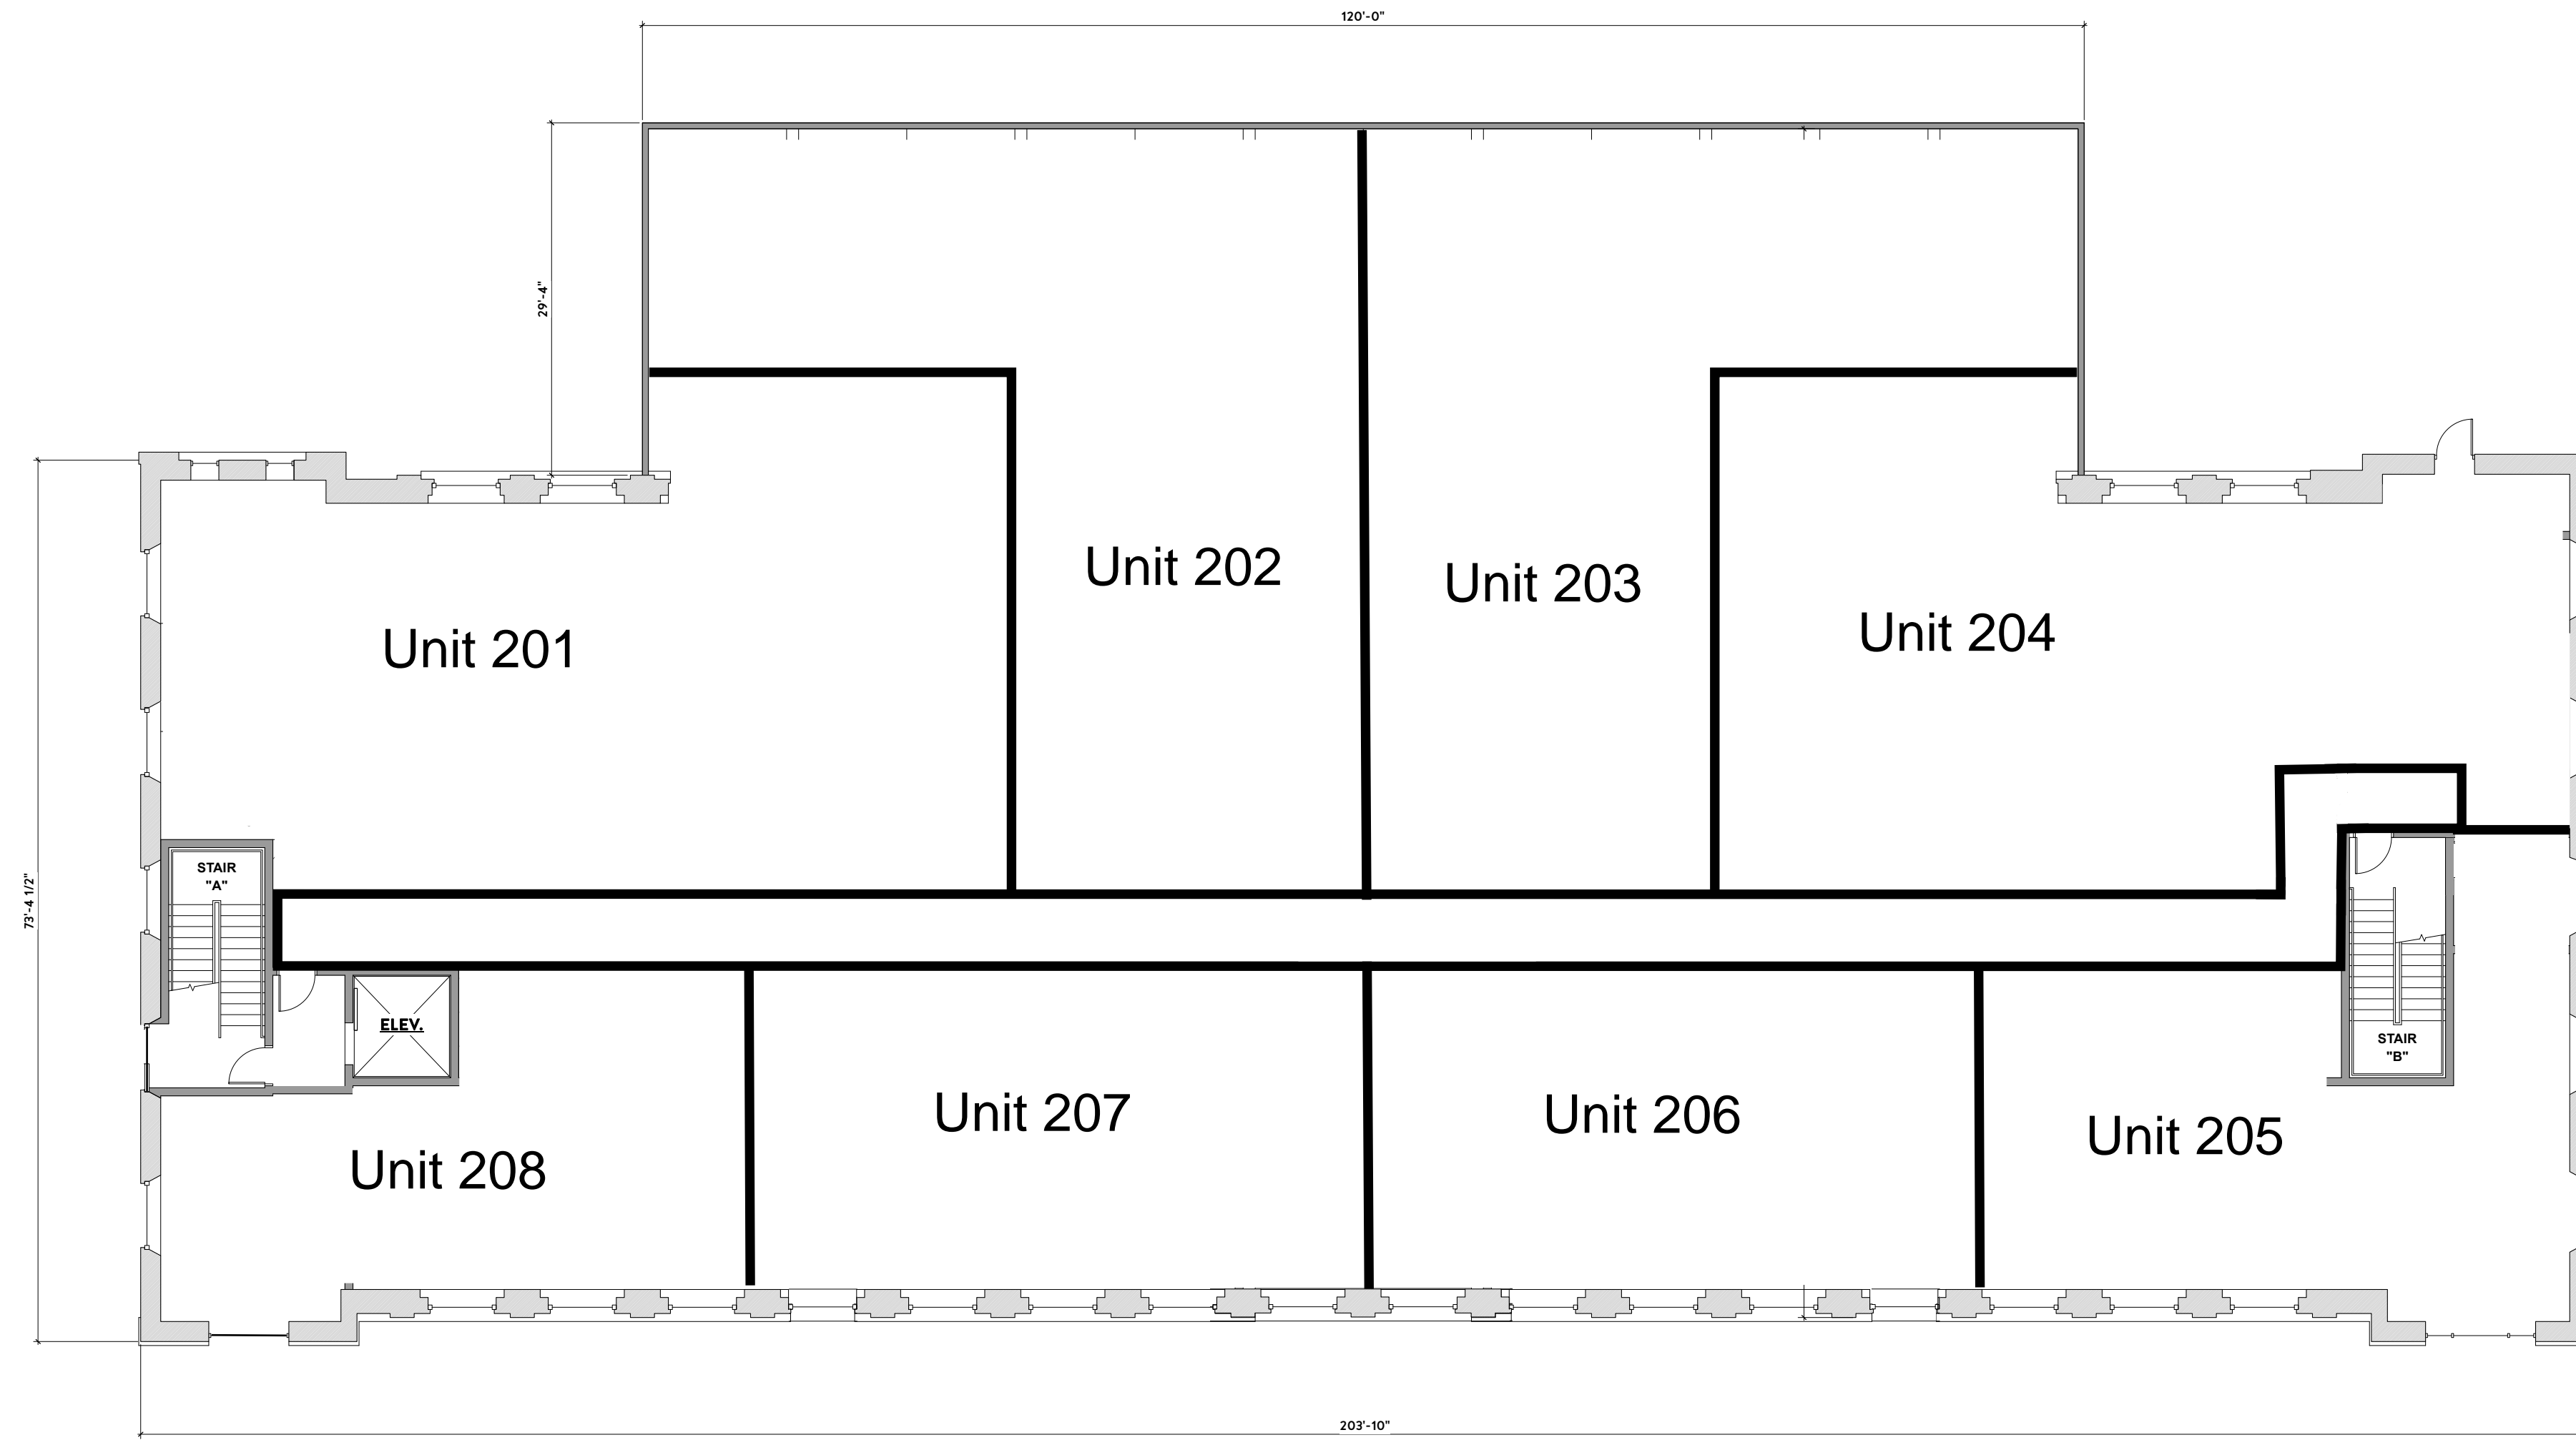 120'-0"
29'-4"
Unit 202
Unit 203
Unit 204
Unit 201
STAIR
"A"
73'-4 1/2"
ELEV.
STAIR
"B"
Unit 207
Unit 206
Unit 205
Unit 208
203'-10"